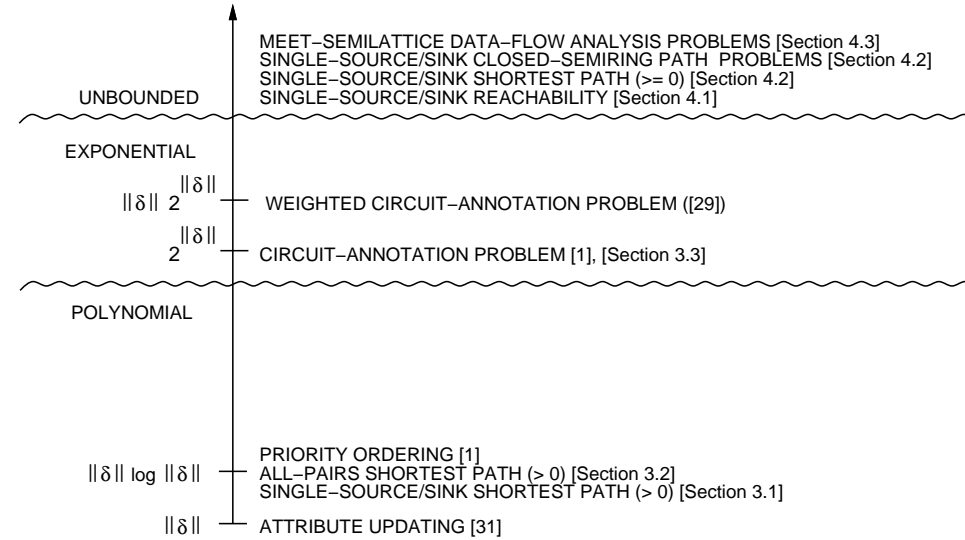 MEET−SEMILATTICE DATA−FLOW ANALYSIS PROBLEMS [Section 4.3]
SINGLE−SOURCE/SINK CLOSED−SEMIRING PATH PROBLEMS [Section 4.2]
SINGLE−SOURCE/SINK SHORTEST PATH (>= 0) [Section 4.2]
UNBOUNDED SINGLE−SOURCE/SINK REACHABILITY [Section 4.1]
EXPONENTIAL
||δ|| 2^||δ|| WEIGHTED CIRCUIT−ANNOTATION PROBLEM ([29])
2^||δ|| CIRCUIT−ANNOTATION PROBLEM [1], [Section 3.3]
POLYNOMIAL
PRIORITY ORDERING [1]
||δ|| log ||δ|| ALL−PAIRS SHORTEST PATH (> 0) [Section 3.2]
SINGLE−SOURCE/SINK SHORTEST PATH (> 0) [Section 3.1]
||δ|| ATTRIBUTE UPDATING [31]